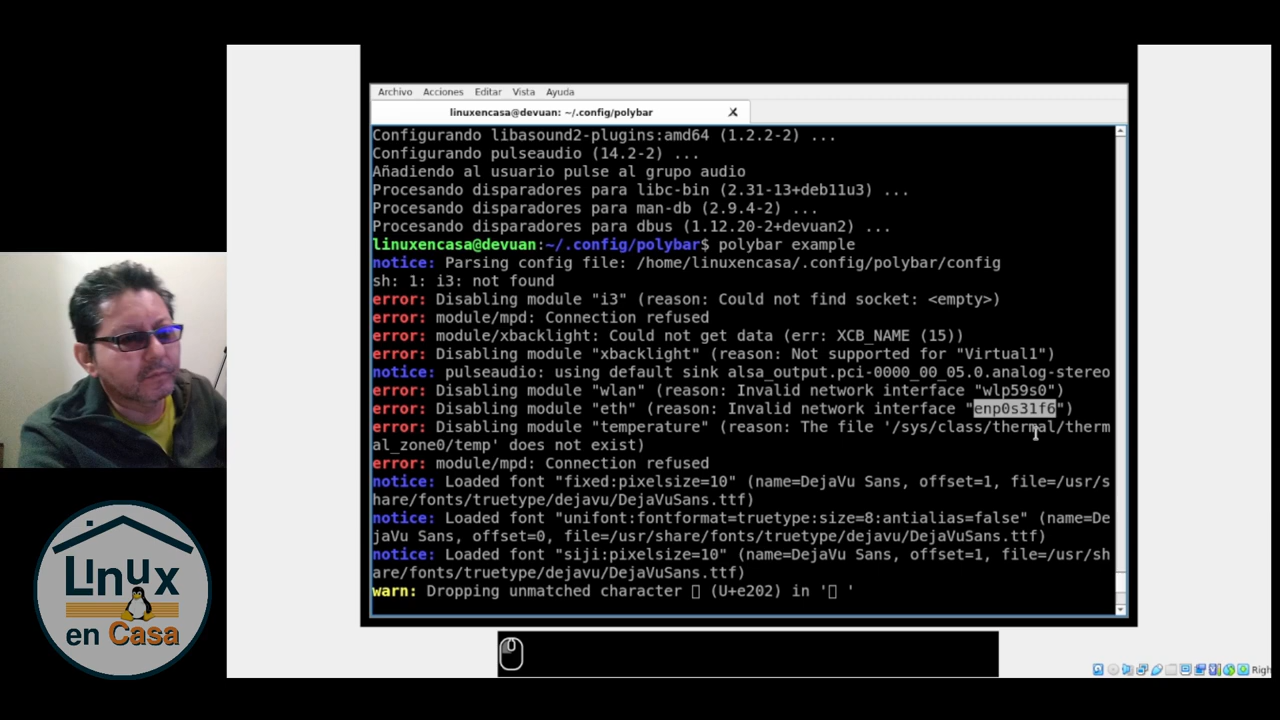 Archivo Acciones Editar Vista Ayuda
linuxencasa@devuan: ~/.config/polybar X
Configurando libasound2-plugins:amd64 (1.2.2-2) ...
Configurando pulseaudio (14.2-2) ...
Añadiendo al usuario pulse al grupo audio
Procesando disparadores para libc-bin (2.31-13+deb11u3) ...
Procesando disparadores para man-db (2.9.4-2) ...
Procesando disparadores para dbus (1.12.20-2+devuan2) ...
linuxencasa@devuan:~/.config/polybar$ polybar example
notice: Parsing config file: /home/linuxencasa/.config/polybar/config
sh: 1: i3: not found
error: Disabling module "i3" (reason: Could not find socket: <empty>)
error: module/mpd: Connection refused
error: module/xbacklight: Could not get data (err: XCB_NAME (15))
error: Disabling module "xbacklight" (reason: Not supported for "Virtual1")
notice: pulseaudio: using default sink alsa_output.pci-0000_00_05.0.analog-stereo
error: Disabling module "wlan" (reason: Invalid network interface "wlp59s0")
error: Disabling module "eth" (reason: Invalid network interface "enp0s31f6")
error: Disabling module "temperature" (reason: The file '/sys/class/thermal/therm
al_zone0/temp' does not exist)
error: module/mpd: Connection refused
notice: Loaded font "fixed:pixelsize=10" (name=DejaVu Sans, offset=1, file=/usr/s
hare/fonts/truetype/dejavu/DejaVuSans.ttf)
notice: Loaded font "unifont:fontformat=truetype:size=8:antialias=false" (name=De
jaVu Sans, offset=0, file=/usr/share/fonts/truetype/dejavu/DejaVuSans.ttf)
notice: Loaded font "siji:pixelsize=10" (name=DejaVu Sans, offset=1, file=/usr/sh
are/fonts/truetype/dejavu/DejaVuSans.ttf)
warn: Dropping unmatched character  (U+e202) in ' '
Linux
en Casa
Righ